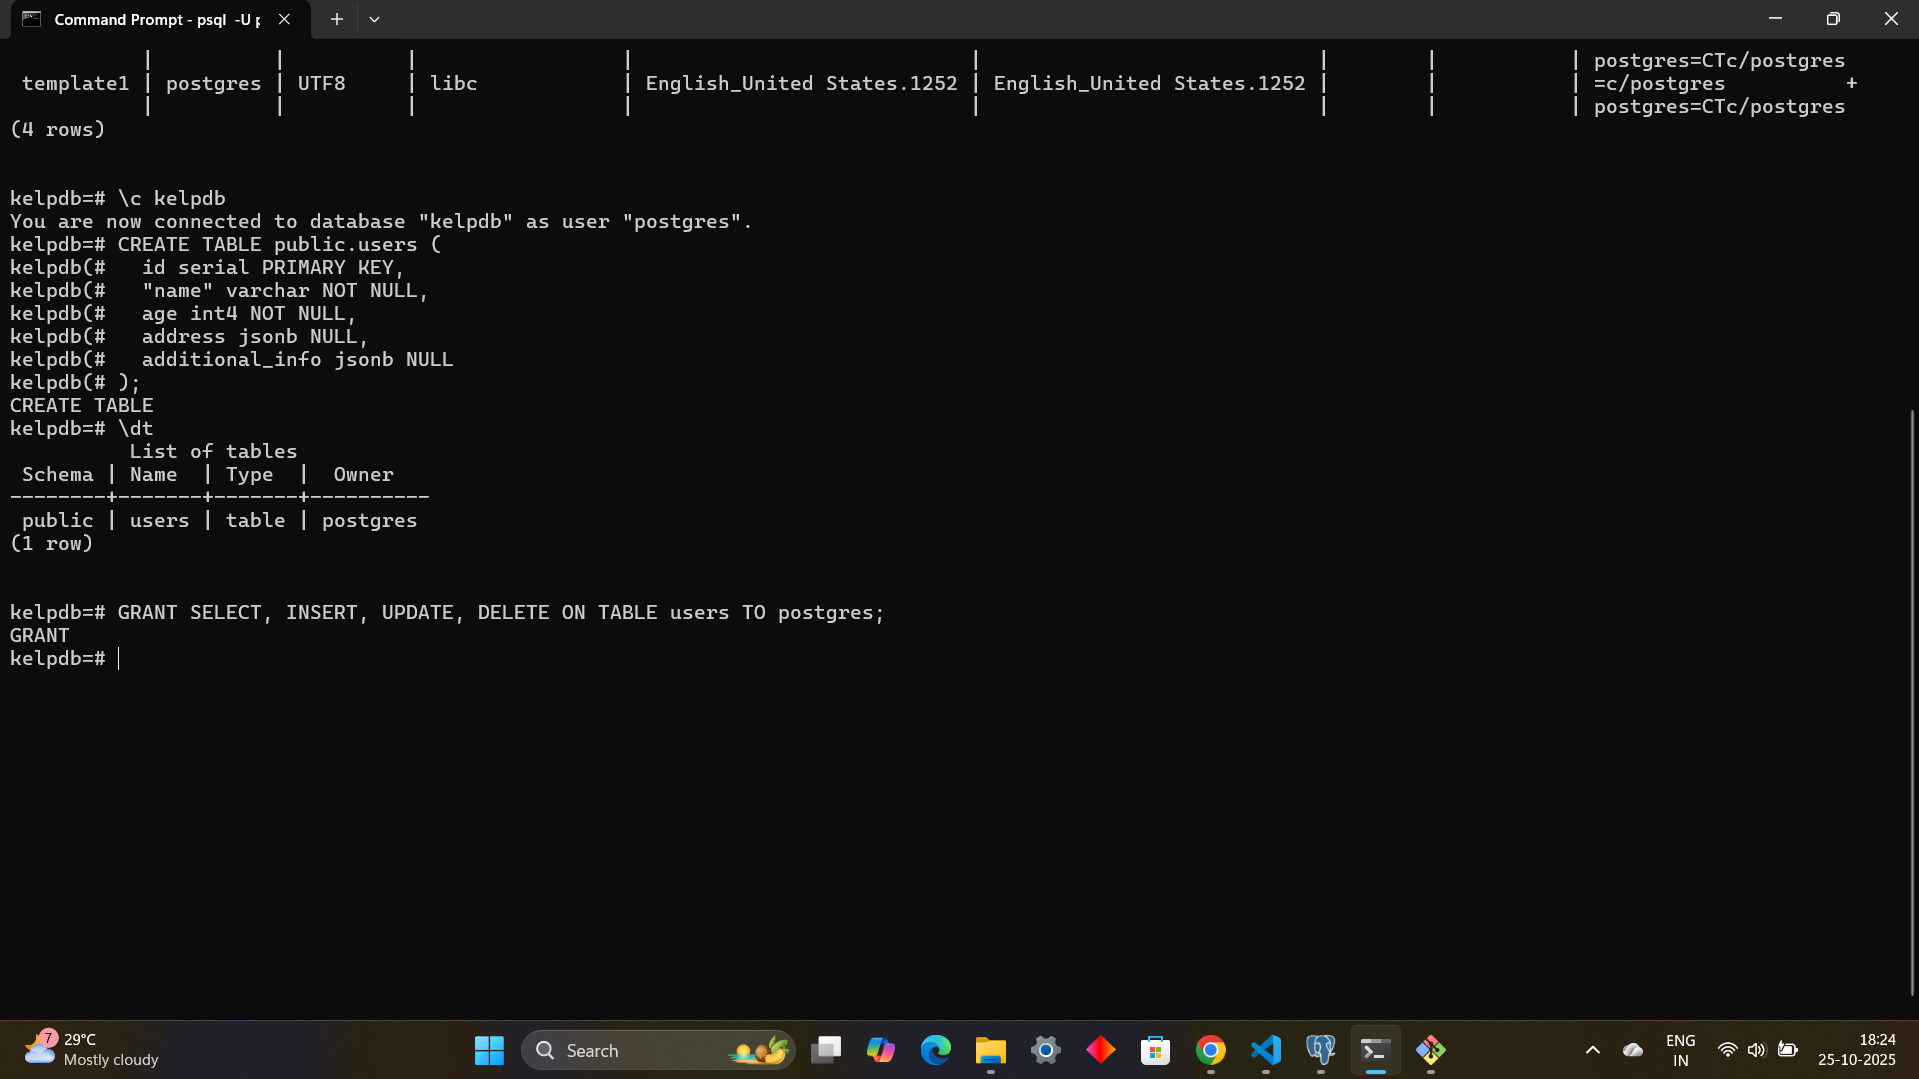 Command Prompt - psql -U p
|          |          |                 |                            |                            |        |           | postgres=CTc/postgres
template1 | postgres | UTF8     | libc            | English_United States.1252 | English_United States.1252 |        |           | =c/postgres          +
|          |          |                 |                            |                            |        |           | postgres=CTc/postgres
(4 rows)
kelpdb=# \c kelpdb
You are now connected to database "kelpdb" as user "postgres".
kelpdb=# CREATE TABLE public.users (
kelpdb(#   id serial PRIMARY KEY,
kelpdb(#   "name" varchar NOT NULL,
kelpdb(#   age int4 NOT NULL,
kelpdb(#   address jsonb NULL,
kelpdb(#   additional_info jsonb NULL
kelpdb(# );
CREATE TABLE
kelpdb=# \dt
List of tables
Schema | Name  | Type  |  Owner
--------+-------+-------+----------
public | users | table | postgres
(1 row)
kelpdb=# GRANT SELECT, INSERT, UPDATE, DELETE ON TABLE users TO postgres;
GRANT
kelpdb=#
7
29°C
Mostly cloudy
Search
ENG
IN
18:24
25-10-2025